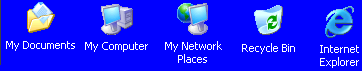 My Documents
My Computer
My Network
Places
Recycle Bin
Internet
Explorer